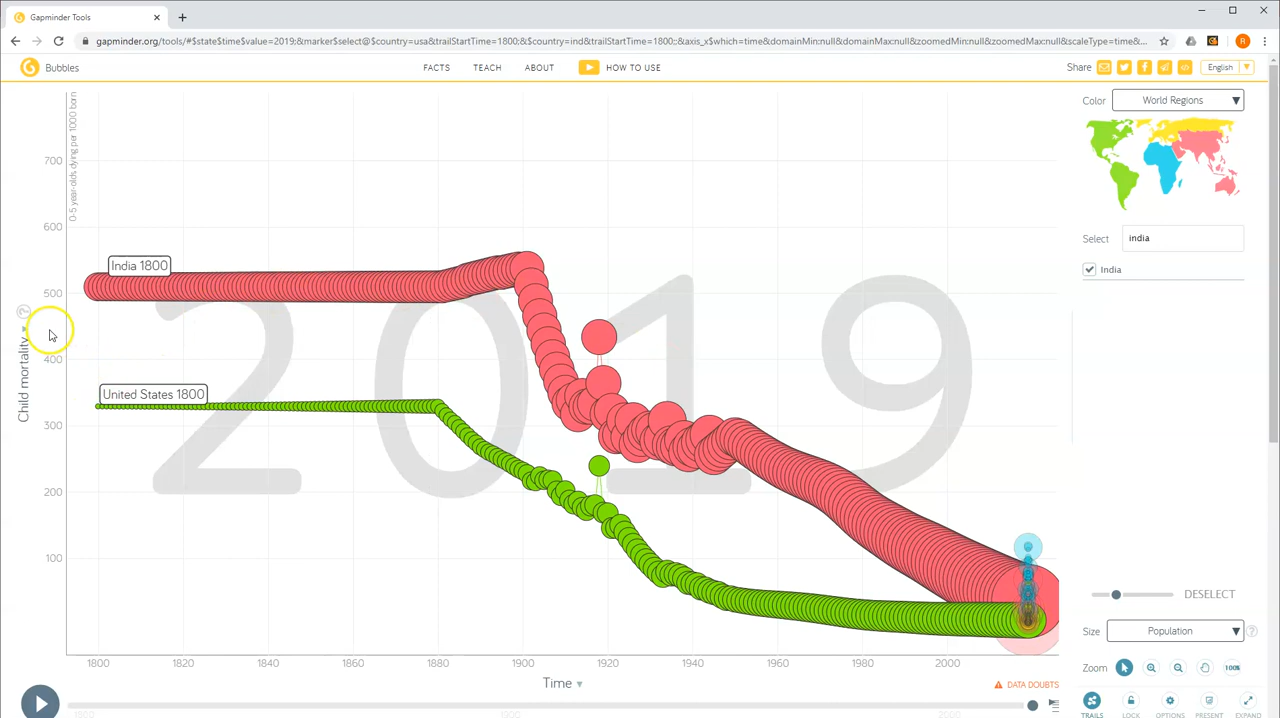 Gapminder Tools
gapminder.org/tools/#$state$time$value=2019;&marker$select@$country=usa&trailStartTime=1800;&$country=ind&trailStartTime=1800;;&axis_x$which=time&domainMin:null&domainMax:null&zoomedMin:null&zoomedMax:null&scaleType=time&...
R
Bubbles
FACTS TEACH ABOUT HOW TO USE
Share English
Color World Regions
0-5 year-olds dying per 1000 born
700
600
500
400
300
200
100
Child mortality
?
2019
India 1800
United States 1800
Select india
India
DESELECT
Size Population ?
Zoom 100%
1800 1820 1840 1860 1880 1900 1920 1940 1960 1980 2000
Time
DATA DOUBTS
TRAILS LOCK OPTIONS PRESENT EXPAND
1800 1900 2000